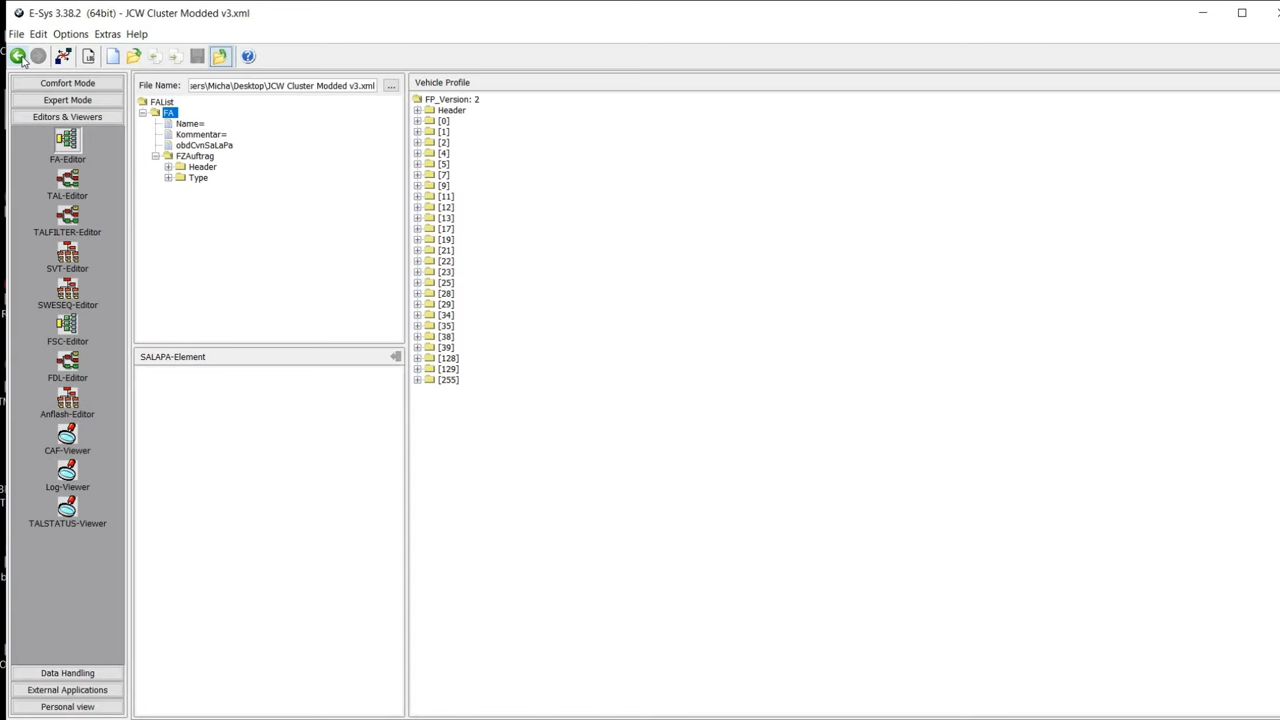 E-Sys 3.38.2 (64bit) - JCW Cluster Modded v3.xml
File Edit Options Extras Help
Comfort Mode
Expert Mode
Editors & Viewers
FA-Editor
TAL-Editor
TALFILTER-Editor
SVT-Editor
SWESEQ-Editor
FSC-Editor
FDL-Editor
Anflash-Editor
CAF-Viewer
Log-Viewer
TALSTATUS-Viewer
Data Handling
External Applications
Personal view
File Name: sers\Micha\Desktop\JCW Cluster Modded v3.xml ...
FAList
FA
Name=
Kommentar=
obdCvnSaLaPa
FZAuftrag
Header
Type
SALAPA-Element
Vehicle Profile
FP_Version: 2
Header
[0]
[1]
[2]
[4]
[5]
[7]
[9]
[11]
[12]
[13]
[17]
[19]
[21]
[22]
[23]
[25]
[28]
[29]
[34]
[35]
[38]
[39]
[128]
[129]
[255]